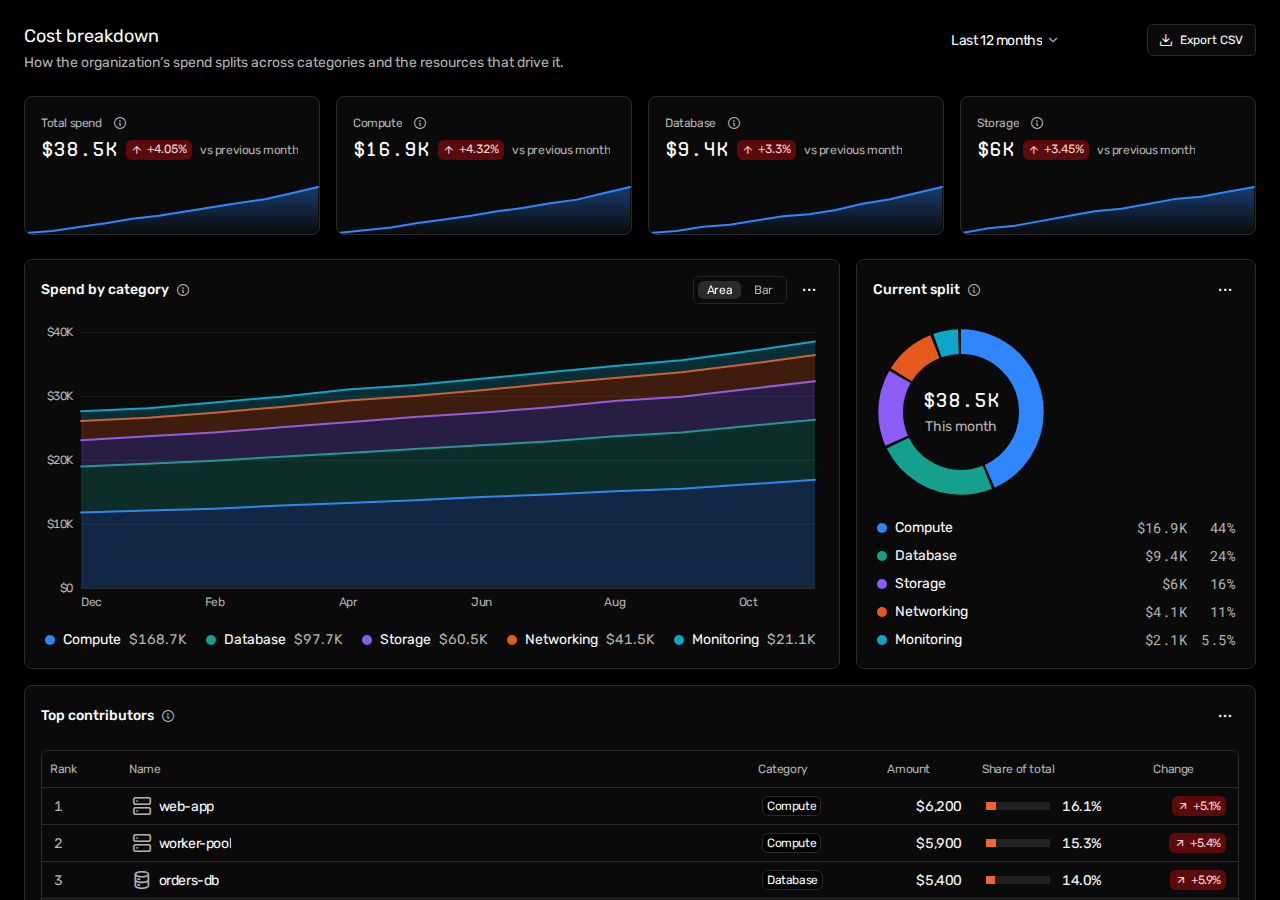 Cost breakdown
Last 12 months
Export CSV
How the organization's spend splits across categories and the resources that drive it.
Total spend
$38.5K +4.05% vs previous month
Compute
$16.9K +4.32% vs previous month
Database
$9.4K +3.3% vs previous month
Storage
$6K +3.45% vs previous month
Spend by category
Area Bar
$40K
$30K
$20K
$10K
$0
Dec Feb Apr Jun Aug Oct
Compute $168.7K Database $97.7K Storage $60.5K Networking $41.5K Monitoring $21.1K
Current split
$38.5K
This month
Compute $16.9K 44%
Database $9.4K 24%
Storage $6K 16%
Networking $4.1K 11%
Monitoring $2.1K 5.5%
Top contributors
Rank Name Category Amount Share of total Change
1 web-app Compute $6,200 16.1% +5.1%
2 worker-pool Compute $5,900 15.3% +5.4%
3 orders-db Database $5,400 14.0% +5.9%